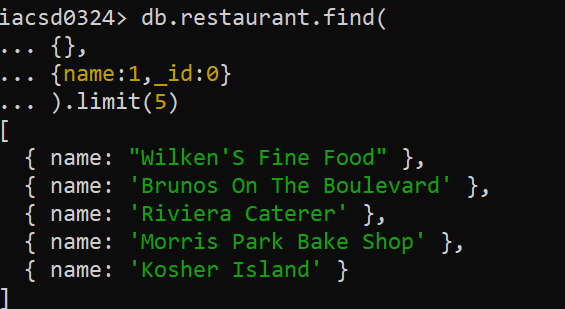 iacsd0324> db.restaurant.find(
... {},
... {name:1,_id:0}
... ).limit(5)
[
  { name: "Wilken'S Fine Food" },
  { name: 'Brunos On The Boulevard' },
  { name: 'Riviera Caterer' },
  { name: 'Morris Park Bake Shop' },
  { name: 'Kosher Island' }
]